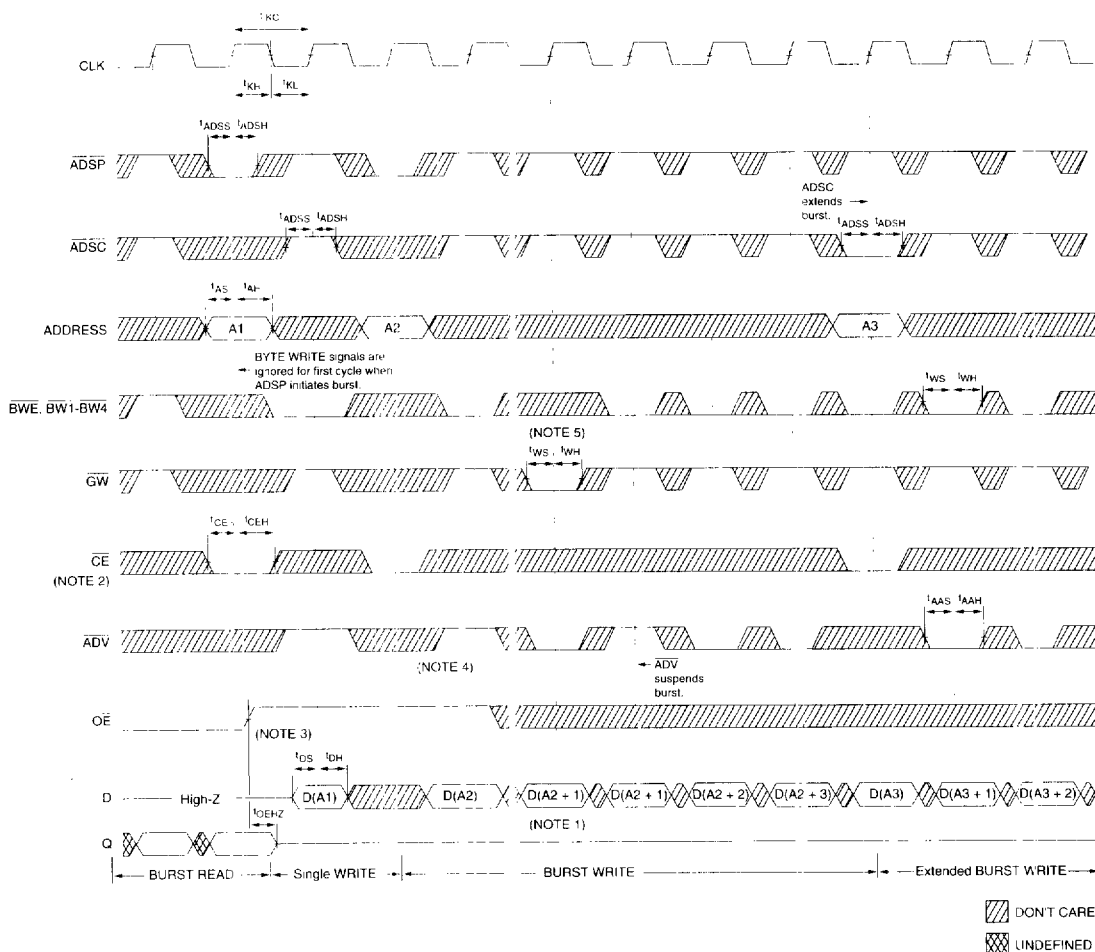 tKC
CLK
tKH tKL
tADSS tADSH
ADSP
ADSC
extends
burst.
tADSS tADSH
tADSS tADSH
ADSC
tAS tAH
ADDRESS A1 A2 A3
BYTE WRITE signals are
ignored for first cycle when
ADSP initiates burst.
tWS tWH
BWE, BW1-BW4
(NOTE 5)
tWS tWH
GW
tCE tCEH
CE
(NOTE 2)
tAAS tAAH
ADV
(NOTE 4)
ADV
suspends
burst.
OE
(NOTE 3)
tDS tDH
D High-Z D(A1) D(A2) D(A2 + 1) D(A2 + 1) D(A2 + 2) D(A2 + 3) D(A3) D(A3 + 1) D(A3 + 2)
tOEHZ
(NOTE 1)
Q
BURST READ Single WRITE BURST WRITE Extended BURST WRITE
DON'T CARE
UNDEFINED